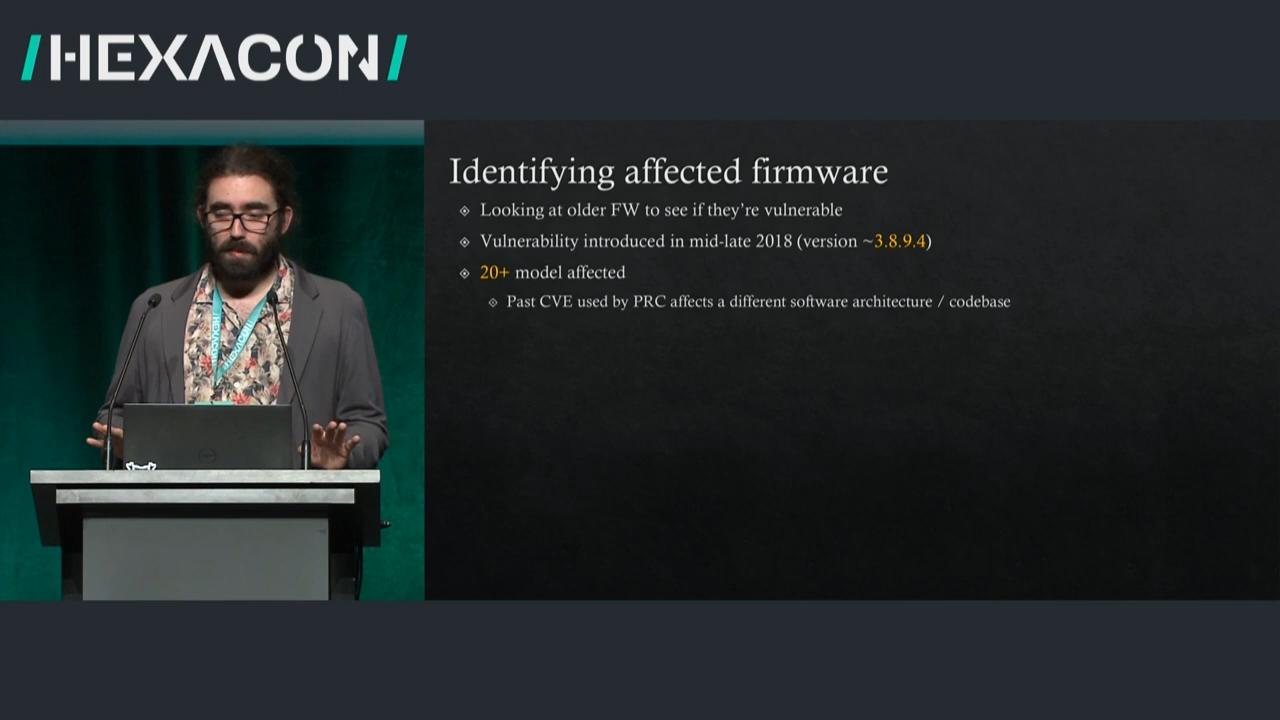 /HEXACON/
Identifying affected firmware
Looking at older FW to see if they're vulnerable
Vulnerability introduced in mid-late 2018 (version ~3.8.9.4)
20+ model affected
Past CVE used by PRC affects a different software architecture / codebase
HEXACON
HEXACON